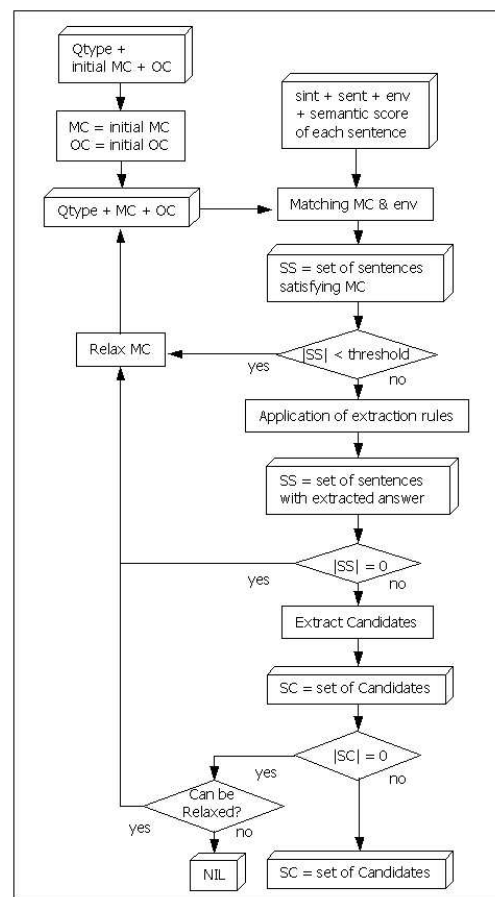 Qtype +
initial MC + OC
MC = initial MC
OC = initial OC
Qtype + MC + OC
sint + sent + env
+ semantic score
of each sentence
Matching MC & env
SS = set of sentences
satisfying MC
|SS| < threshold
yes
no
Relax MC
Application of extraction rules
SS = set of sentences
with extracted answer
|SS| = 0
yes
no
Extract Candidates
SC = set of Candidates
|SC| = 0
yes
no
Can be
Relaxed?
yes
no
NIL
SC = set of Candidates